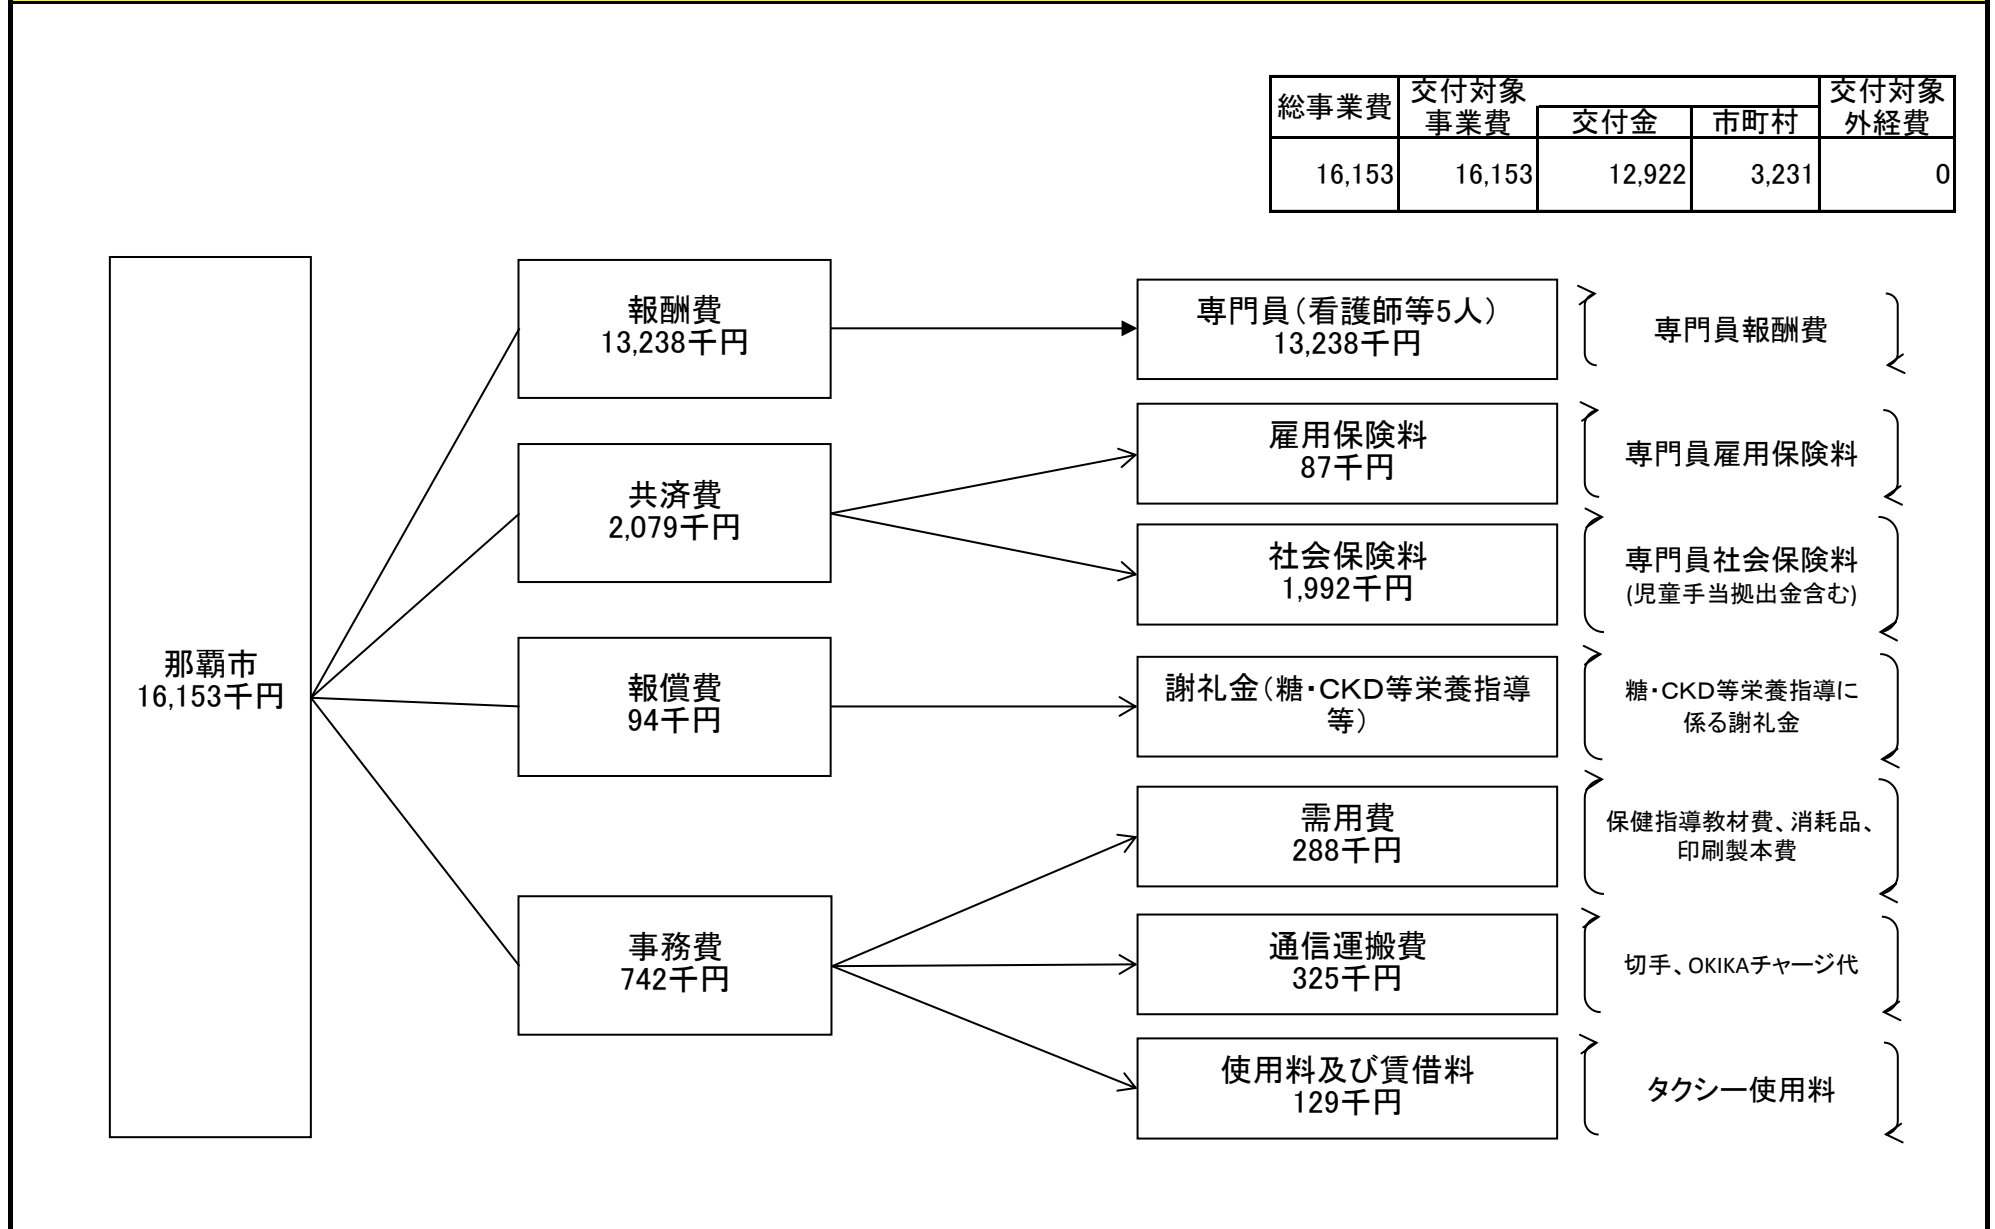 総事業費 交付対象事業費 交付金 市町村 交付対象外経費
16,153 16,153 12,922 3,231 0
那覇市
16,153千円
報酬費
13,238千円
専門員（看護師等5人）
13,238千円
専門員報酬費
共済費
2,079千円
雇用保険料
87千円
専門員雇用保険料
社会保険料
1,992千円
専門員社会保険料
(児童手当拠出金含む)
報償費
94千円
謝礼金（糖・CKD等栄養指導
等）
糖・CKD等栄養指導に
係る謝礼金
事務費
742千円
需用費
288千円
保健指導教材費、消耗品、
印刷製本費
通信運搬費
325千円
切手、OKIKAチャージ代
使用料及び賃借料
129千円
タクシー使用料